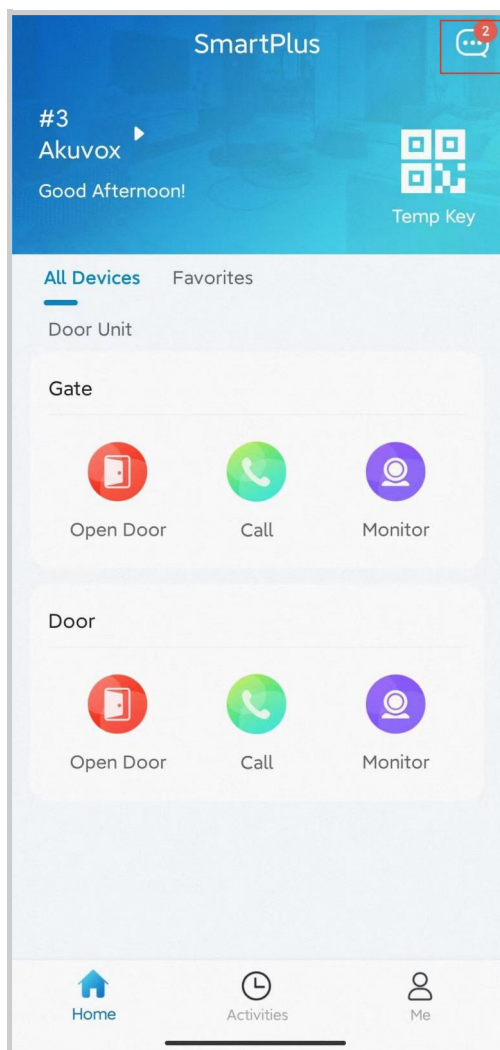 SmartPlus
2
#3
Akuvox
Good Afternoon!
Temp Key
All Devices Favorites
Door Unit
Gate
Open Door Call Monitor
Door
Open Door Call Monitor
Home Activities Me